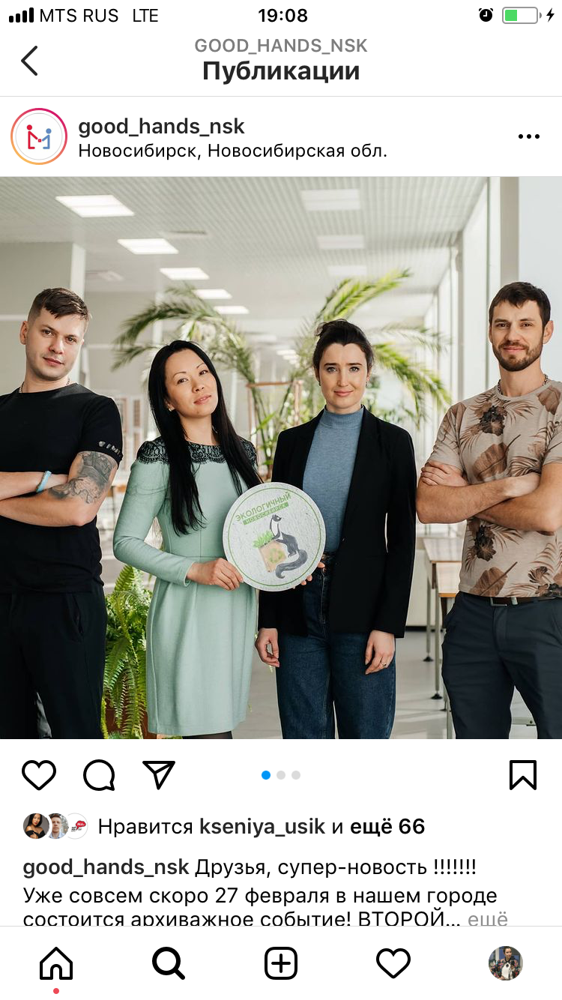 MTS RUS LTE 19:08
GOOD_HANDS_NSK
Публикации
good_hands_nsk
Новосибирск, Новосибирская обл.
ЭКОЛОГИЧНЫЙ
НОВОСИБИРСК
Нравится kseniya_usik и ещё 66
good_hands_nsk Друзья, супер-новость !!!!!!!
Уже совсем скоро 27 февраля в нашем городе
состоится архиважное событие! ВТОРОЙ... ещё